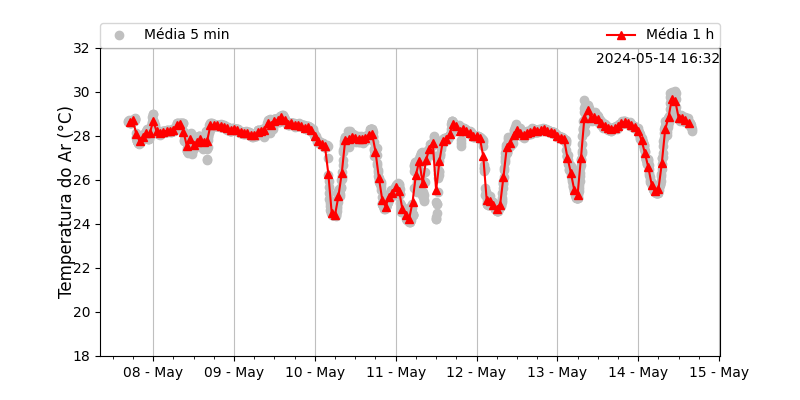 Média 5 min
Média 1 h
2024-05-14 16:32
Temperatura do Ar (°C)
32
30
28
26
24
22
20
18
08 - May
09 - May
10 - May
11 - May
12 - May
13 - May
14 - May
15 - May